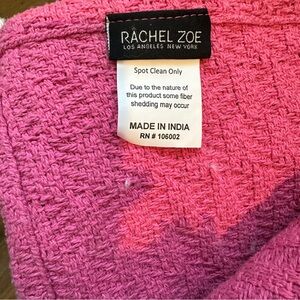 RACHEL ZOE
LOS ANGELES NEW YORK
Spot Clean Only
Due to the nature of
this product some fiber
shedding may occur
MADE IN INDIA
RN # 106002